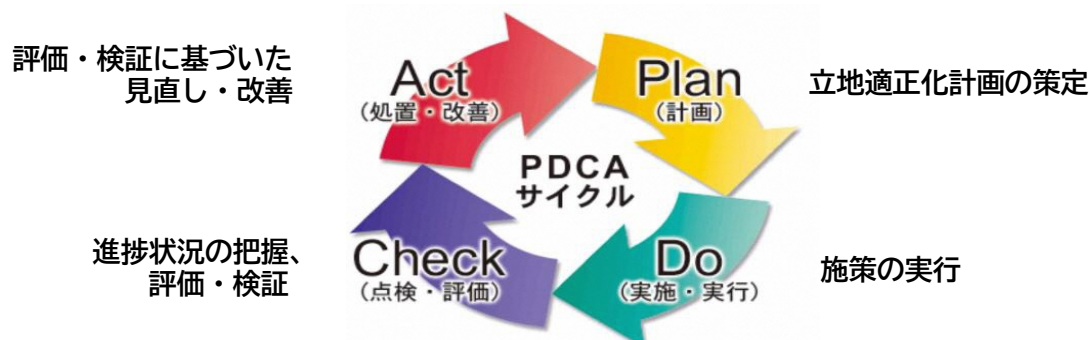 評価・検証に基づいた
見直し・改善
Act
(処置・改善)
Plan
(計画)
立地適正化計画の策定
PDCA
サイクル
進捗状況の把握、
評価・検証
Check
(点検・評価)
Do
(実施・実行)
施策の実行